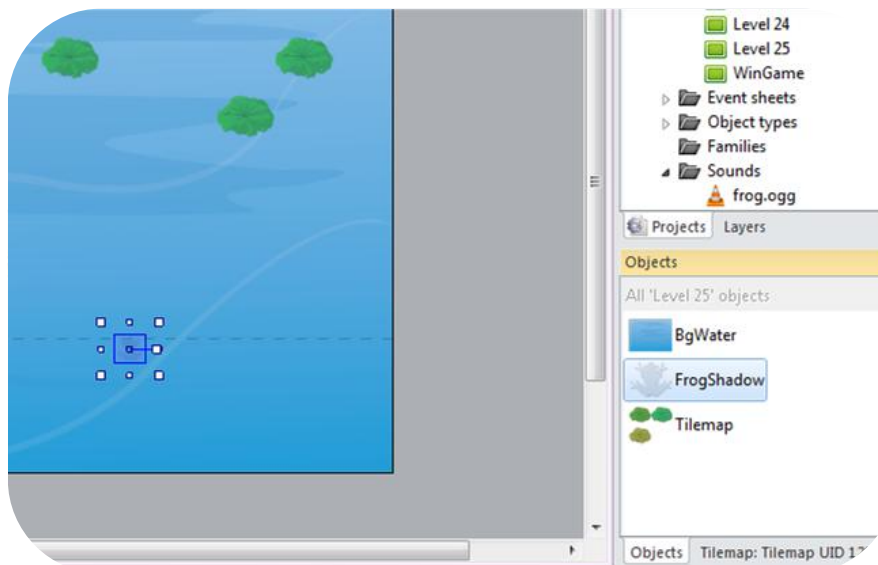 Level 24
Level 25
WinGame
Event sheets
Object types
Families
Sounds
frog.ogg
Projects Layers
Objects
All 'Level 25' objects
BgWater
FrogShadow
Tilemap
Objects Tilemap: Tilemap UID